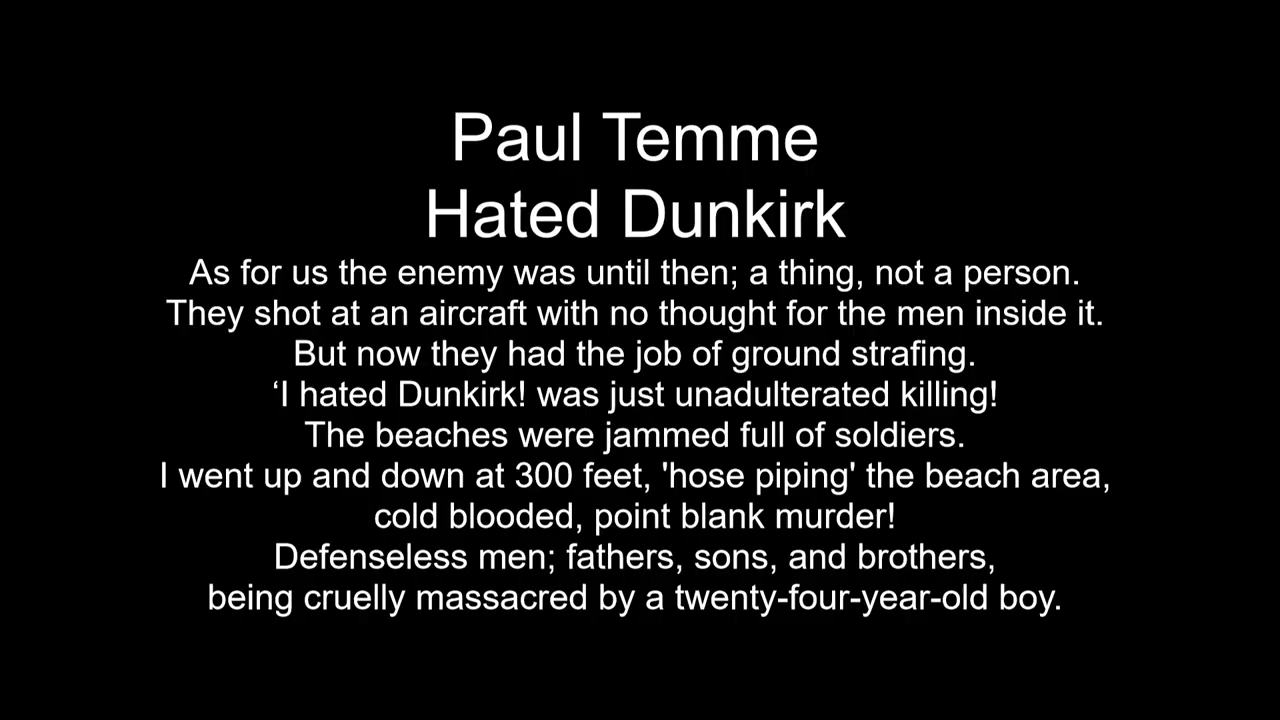 Paul Temme
Hated Dunkirk
As for us the enemy was until then; a thing, not a person.
They shot at an aircraft with no thought for the men inside it.
But now they had the job of ground strafing.
‘I hated Dunkirk! was just unadulterated killing!
The beaches were jammed full of soldiers.
I went up and down at 300 feet, 'hose piping' the beach area,
cold blooded, point blank murder!
Defenseless men; fathers, sons, and brothers,
being cruelly massacred by a twenty-four-year-old boy.